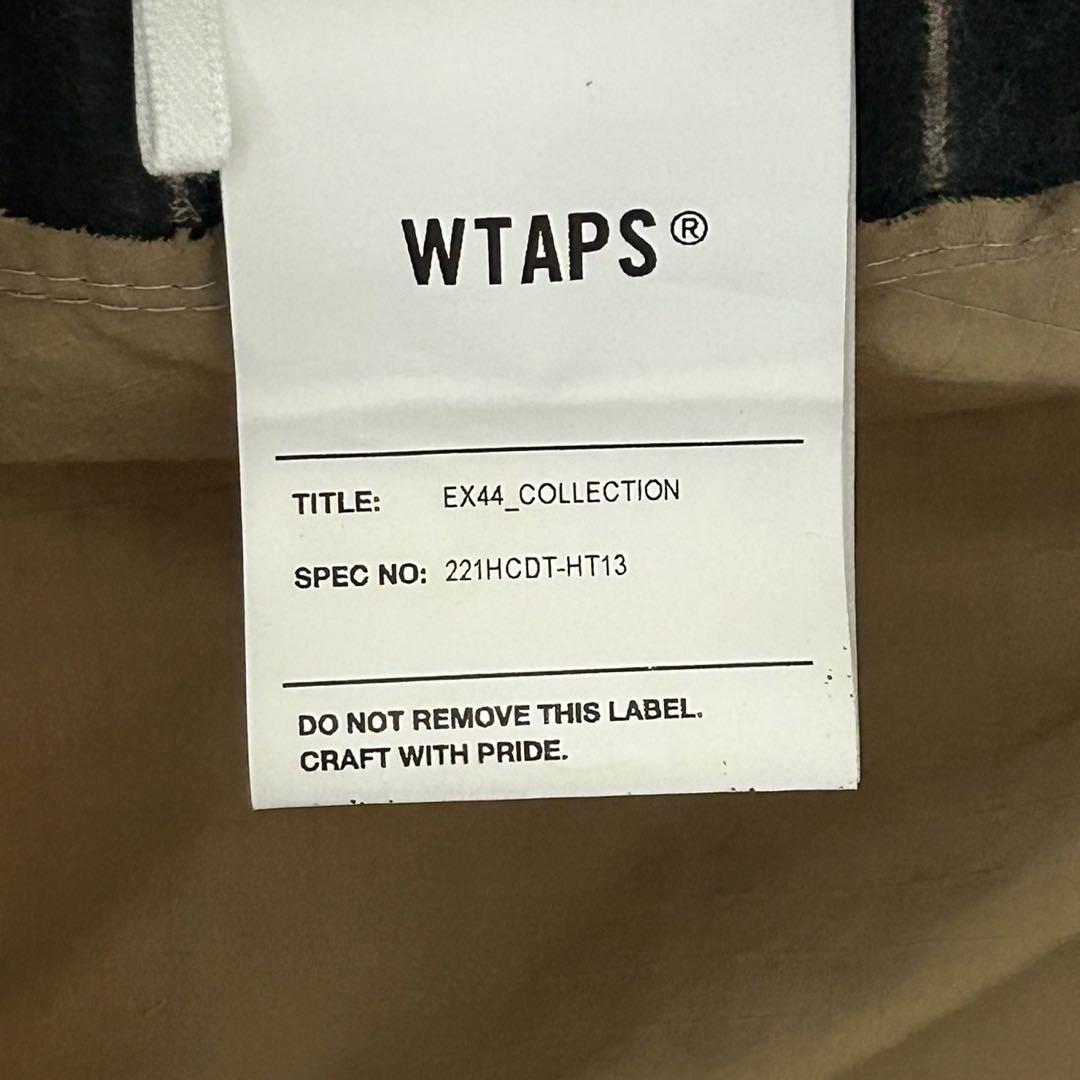 WTAPS®
TITLE: EX44_COLLECTION
SPEC NO: 221HCDT-HT13
DO NOT REMOVE THIS LABEL.
CRAFT WITH PRIDE.